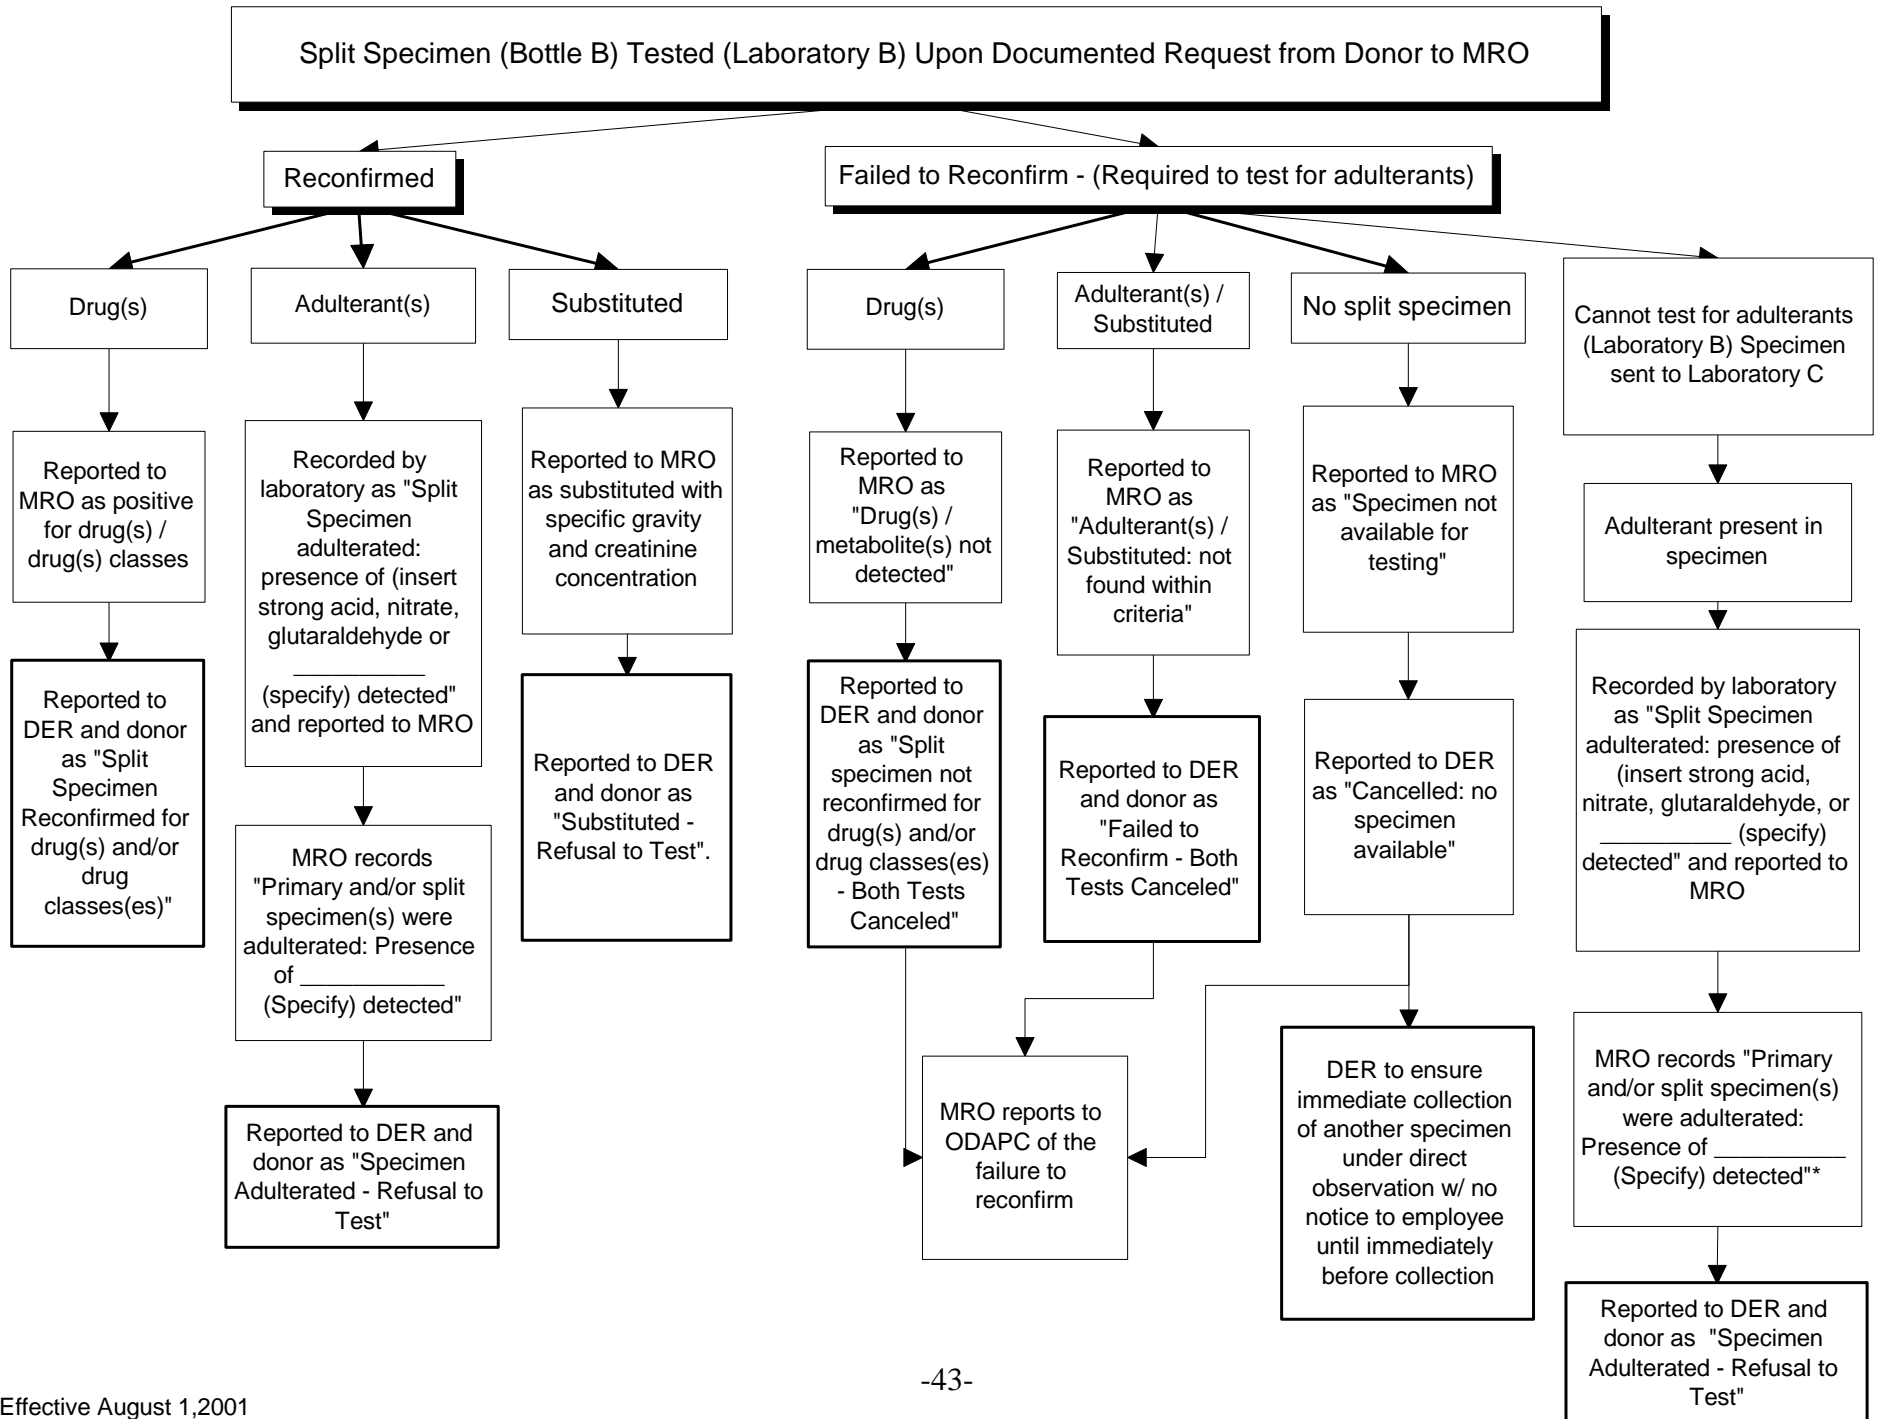 Split Specimen (Bottle B) Tested (Laboratory B) Upon Documented Request from Donor to MRO
Reconfirmed
Failed to Reconfirm - (Required to test for adulterants)
Drug(s)
Adulterant(s)
Substituted
Drug(s)
Adulterant(s) /
Substituted
No split specimen
Cannot test for adulterants
(Laboratory B) Specimen
sent to Laboratory C
Reported to
MRO as positive
for drug(s) /
drug(s) classes
Recorded by
laboratory as "Split
Specimen
adulterated:
presence of (insert
strong acid, nitrate,
glutaraldehyde or
___________
(specify) detected"
and reported to MRO
Reported to MRO
as substituted with
specific gravity
and creatinine
concentration
Reported to
MRO as
"Drug(s) /
metabolite(s) not
detected"
Reported to
MRO as
"Adulterant(s) /
Substituted: not
found within
criteria"
Reported to MRO
as "Specimen not
available for
testing"
Adulterant present in
specimen
Reported to
DER and donor
as "Split
Specimen
Reconfirmed for
drug(s) and/or
drug
classes(es)"
MRO records
"Primary and/or split
specimen(s) were
adulterated: Presence
of ____________
(Specify) detected"
Reported to DER and
donor as "Specimen
Adulterated - Refusal to
Test"
Reported to DER
and donor as
"Substituted -
Refusal to Test".
Reported to
DER and donor
as "Split
specimen not
reconfirmed for
drug(s) and/or
drug classes(es)
- Both Tests
Canceled"
Reported to DER
and donor as
"Failed to
Reconfirm - Both
Tests Canceled"
Reported to DER
as "Cancelled: no
specimen
available"
Recorded by laboratory
as "Split Specimen
adulterated: presence of
(insert strong acid,
nitrate, glutaraldehyde, or
___________ (specify)
detected" and reported to
MRO
MRO reports to
ODAPC of the
failure to
reconfirm
DER to ensure
immediate collection
of another specimen
under direct
observation w/ no
notice to employee
until immediately
before collection
MRO records "Primary
and/or split specimen(s)
were adulterated:
Presence of ___________
(Specify) detected"*
Reported to DER and
donor as "Specimen
Adulterated - Refusal to
Test"
-43-
Effective August 1,2001